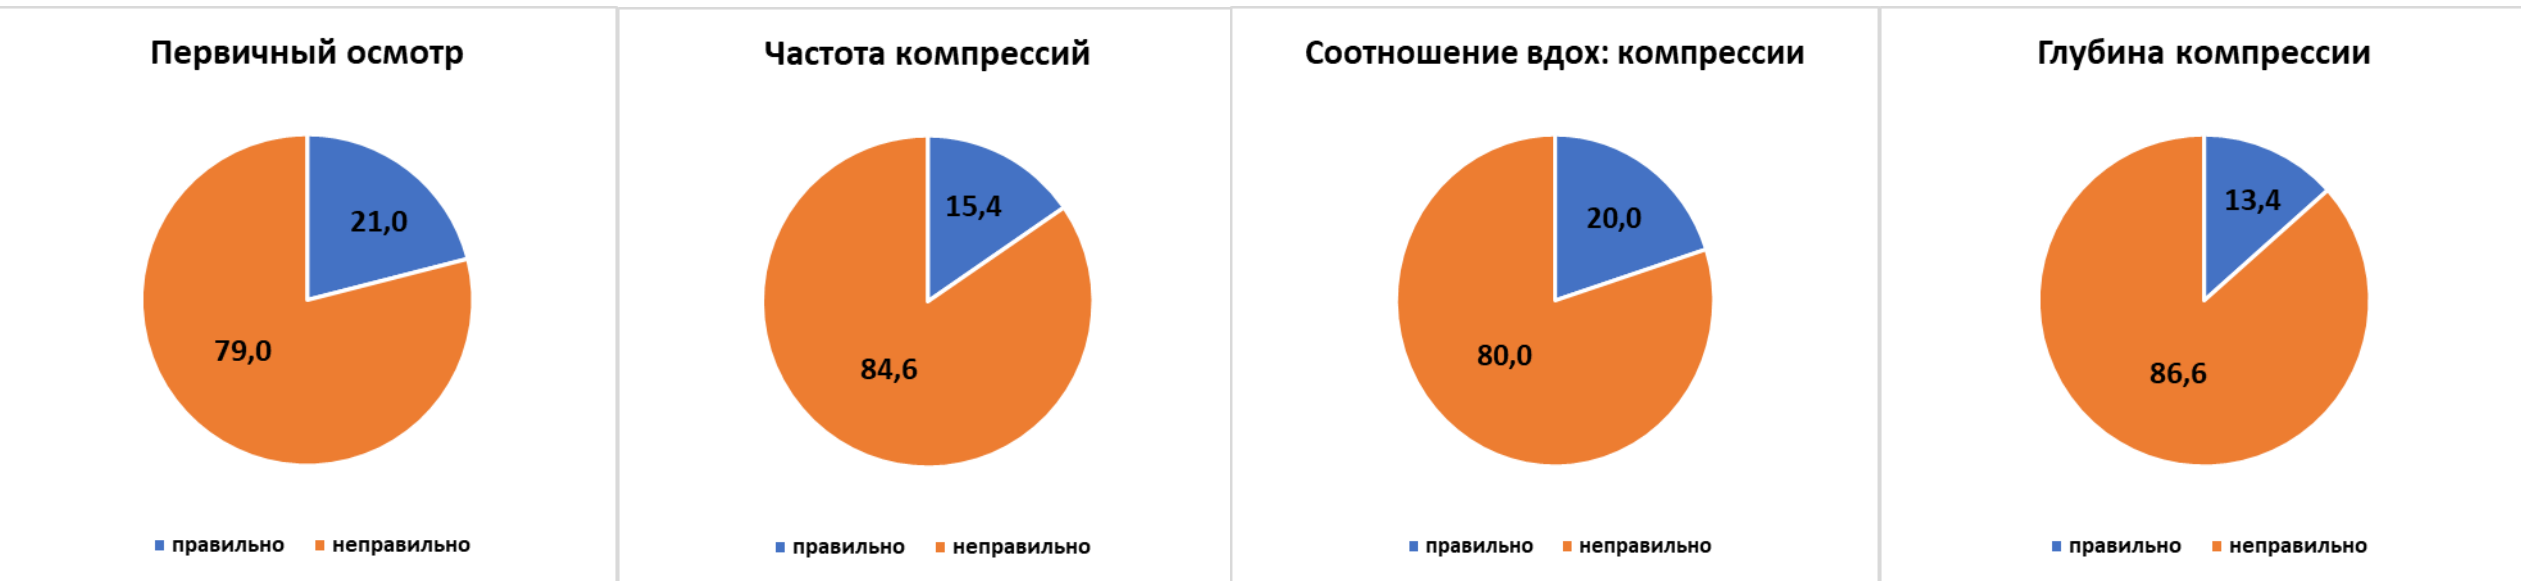 Первичный осмотр
21,0
79,0
правильно неправильно
Частота компрессий
15,4
84,6
правильно неправильно
Соотношение вдох: компрессии
20,0
80,0
правильно неправильно
Глубина компрессии
13,4
86,6
правильно неправильно